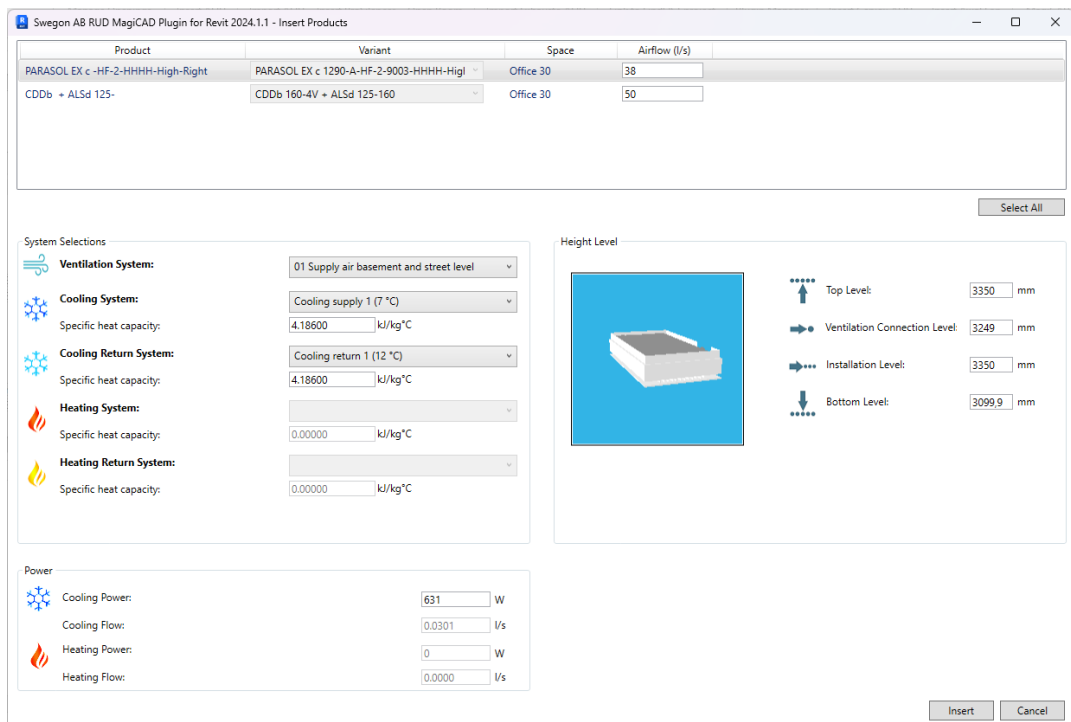 Swegon AB RUD MagiCAD Plugin for Revit 2024.1.1 - Insert Products
Product Variant Space Airflow (l/s)
PARASOL EX c -HF-2-HHHH-High-Right PARASOL EX c 1290-A-HF-2-9003-HHHH-Higl Office 30 38
CDDb + ALSd 125- CDDb 160-4V + ALSd 125-160 Office 30 50
Select All
System Selections
Ventilation System: 01 Supply air basement and street level
Cooling System: Cooling supply 1 (7 °C)
Specific heat capacity: 4.18600 kJ/kg°C
Cooling Return System: Cooling return 1 (12 °C)
Specific heat capacity: 4.18600 kJ/kg°C
Heating System:
Specific heat capacity: 0.00000 kJ/kg°C
Heating Return System:
Specific heat capacity: 0.00000 kJ/kg°C
Height Level
Top Level: 3350 mm
Ventilation Connection Level: 3249 mm
Installation Level: 3350 mm
Bottom Level: 3099,9 mm
Power
Cooling Power: 631 W
Cooling Flow: 0.0301 l/s
Heating Power: 0 W
Heating Flow: 0.0000 l/s
Insert Cancel